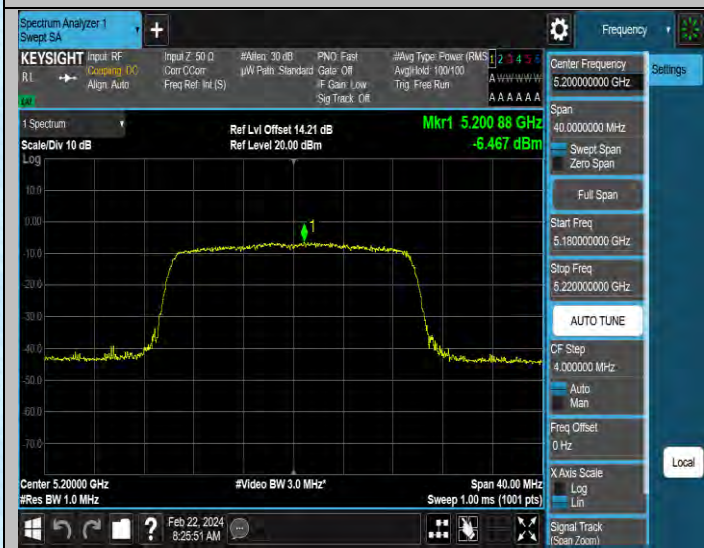 Spectrum Analyzer 1
Swept SA
Frequency
KEYSIGHT
RL
Input: RF
Coupling: DC
Align: Auto
Input Z: 50 Ω
Corr CCorr
Freq Ref: Int (S)
#Atten: 30 dB
µW Path: Standard
PNO: Fast
Gate: Off
IF Gain: Low
Sig Track: Off
#Avg Type: Power (RMS
Avg|Hold: 100/100
Trig: Free Run
1 2 3 4 5 6
A W W W W W
A A A A A A
1 Spectrum
Scale/Div 10 dB
Ref Lvl Offset 14.21 dB
Ref Level 20.00 dBm
Mkr1 5.200 88 GHz
-6.467 dBm
Log
10.0
0.00
-10.0
-20.0
-30.0
-40.0
-50.0
-60.0
-70.0
1
Center 5.20000 GHz
#Res BW 1.0 MHz
#Video BW 3.0 MHz*
Span 40.00 MHz
Sweep 1.00 ms (1001 pts)
Feb 22, 2024
8:25:51 AM
Center Frequency
5.200000000 GHz
Settings
Span
40.0000000 MHz
Swept Span
Zero Span
Full Span
Start Freq
5.180000000 GHz
Stop Freq
5.220000000 GHz
AUTO TUNE
CF Step
4.000000 MHz
Auto
Man
Freq Offset
0 Hz
X Axis Scale
Log
Lin
Local
Signal Track
(Span Zoom)